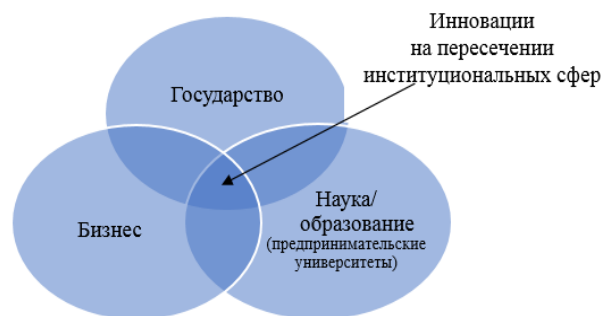 Инновации
на пересечении
институциональных сфер
Государство
Бизнес
Наука/
образование
(предпринимательские
университеты)